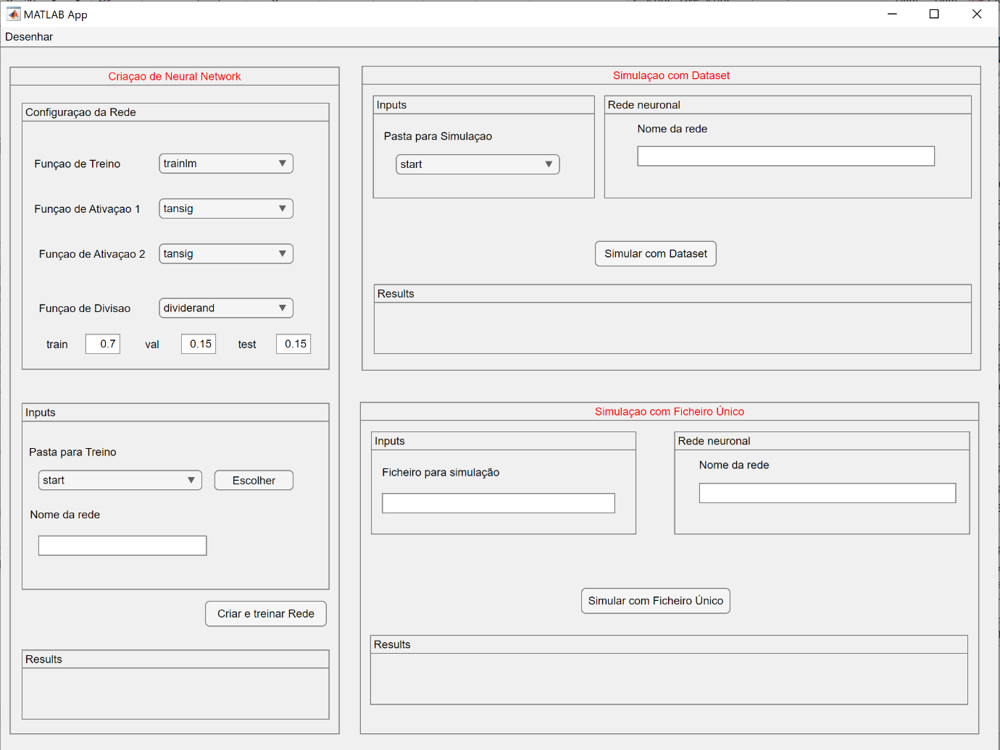 MATLAB App
Desenhar
Criaçao de Neural Network
Configuraçao da Rede
Funçao de Treino
trainlm
Funçao de Ativaçao 1
tansig
Funçao de Ativaçao 2
tansig
Funçao de Divisao
dividerand
train 0.7 val 0.15 test 0.15
Inputs
Pasta para Treino
start
Escolher
Nome da rede
Criar e treinar Rede
Results
Simulaçao com Dataset
Inputs
Pasta para Simulaçao
start
Rede neuronal
Nome da rede
Simular com Dataset
Results
Simulaçao com Ficheiro Único
Inputs
Ficheiro para simulação
Rede neuronal
Nome da rede
Simular com Ficheiro Único
Results